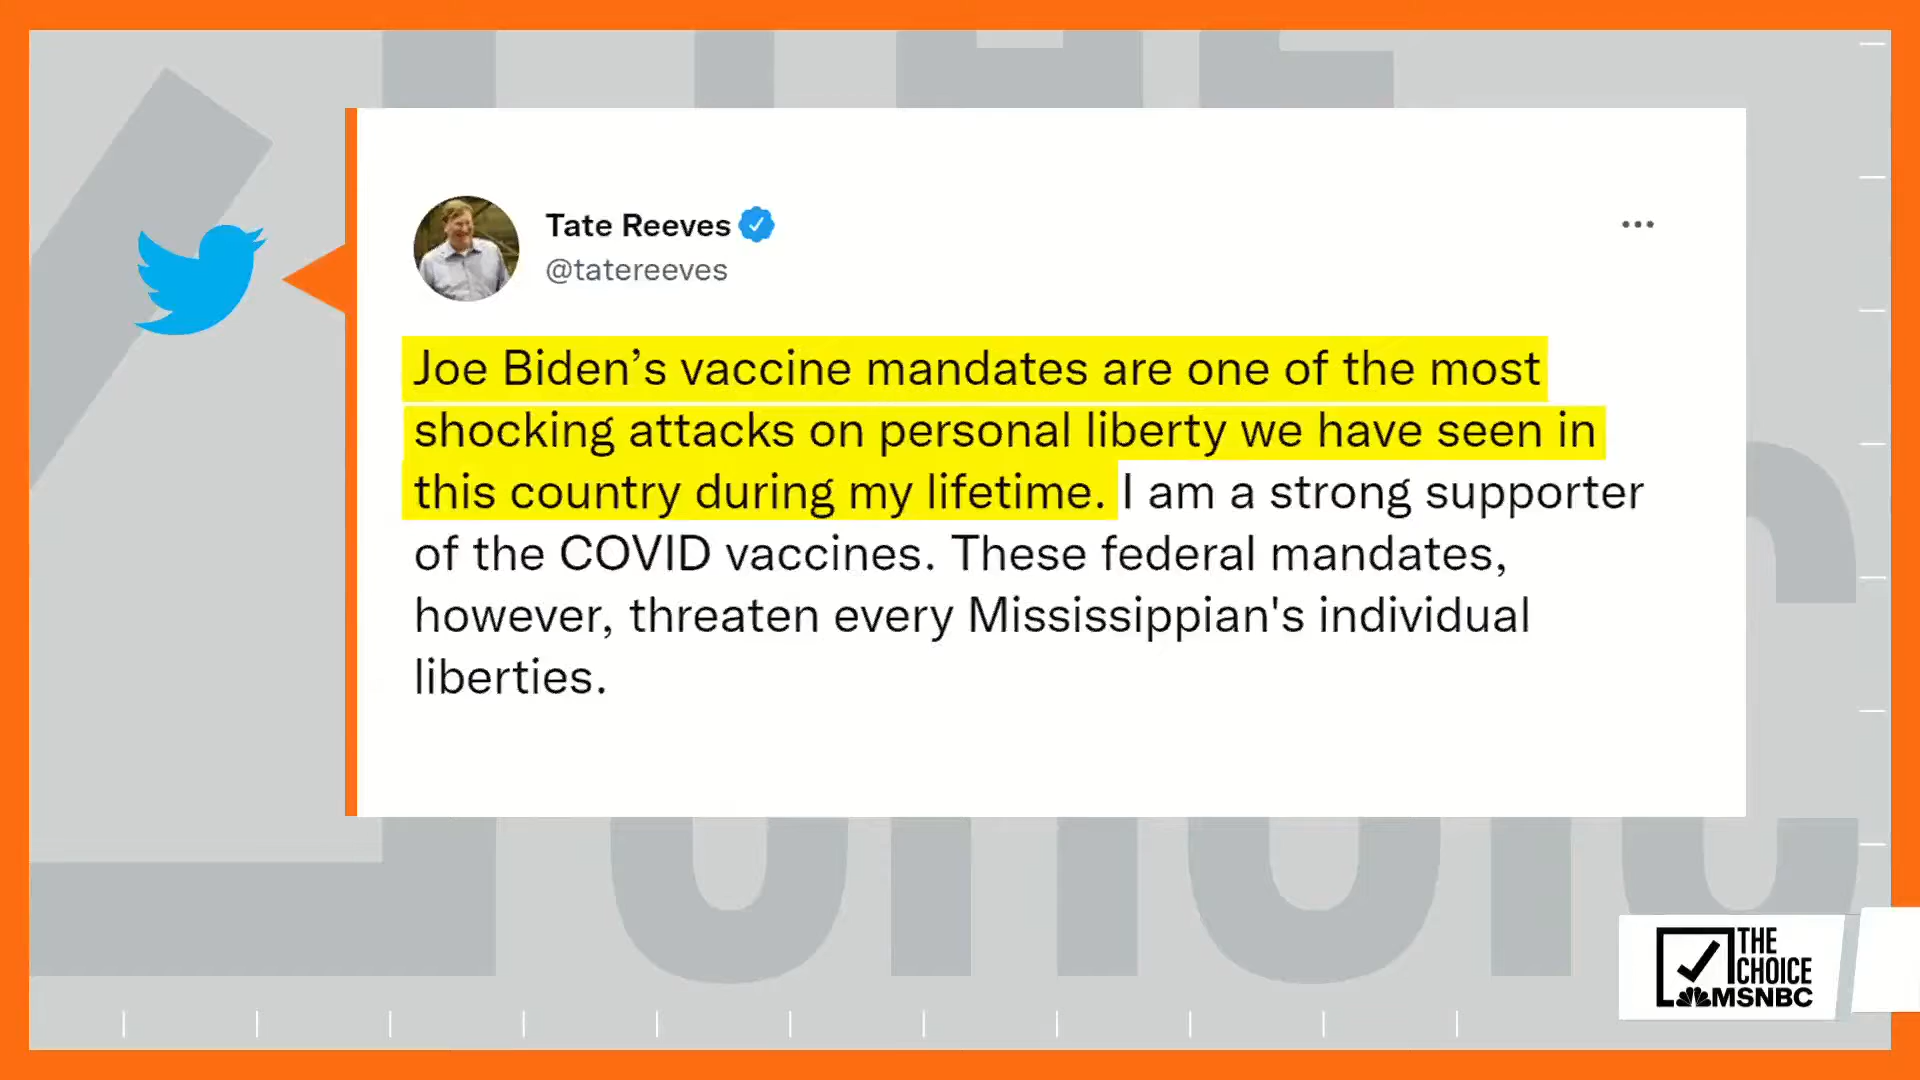 Tate Reeves
@tatereeves
Joe Biden’s vaccine mandates are one of the most
shocking attacks on personal liberty we have seen in
this country during my lifetime. I am a strong supporter
of the COVID vaccines. These federal mandates,
however, threaten every Mississippian's individual
liberties.
THE
CHOICE
MSNBC